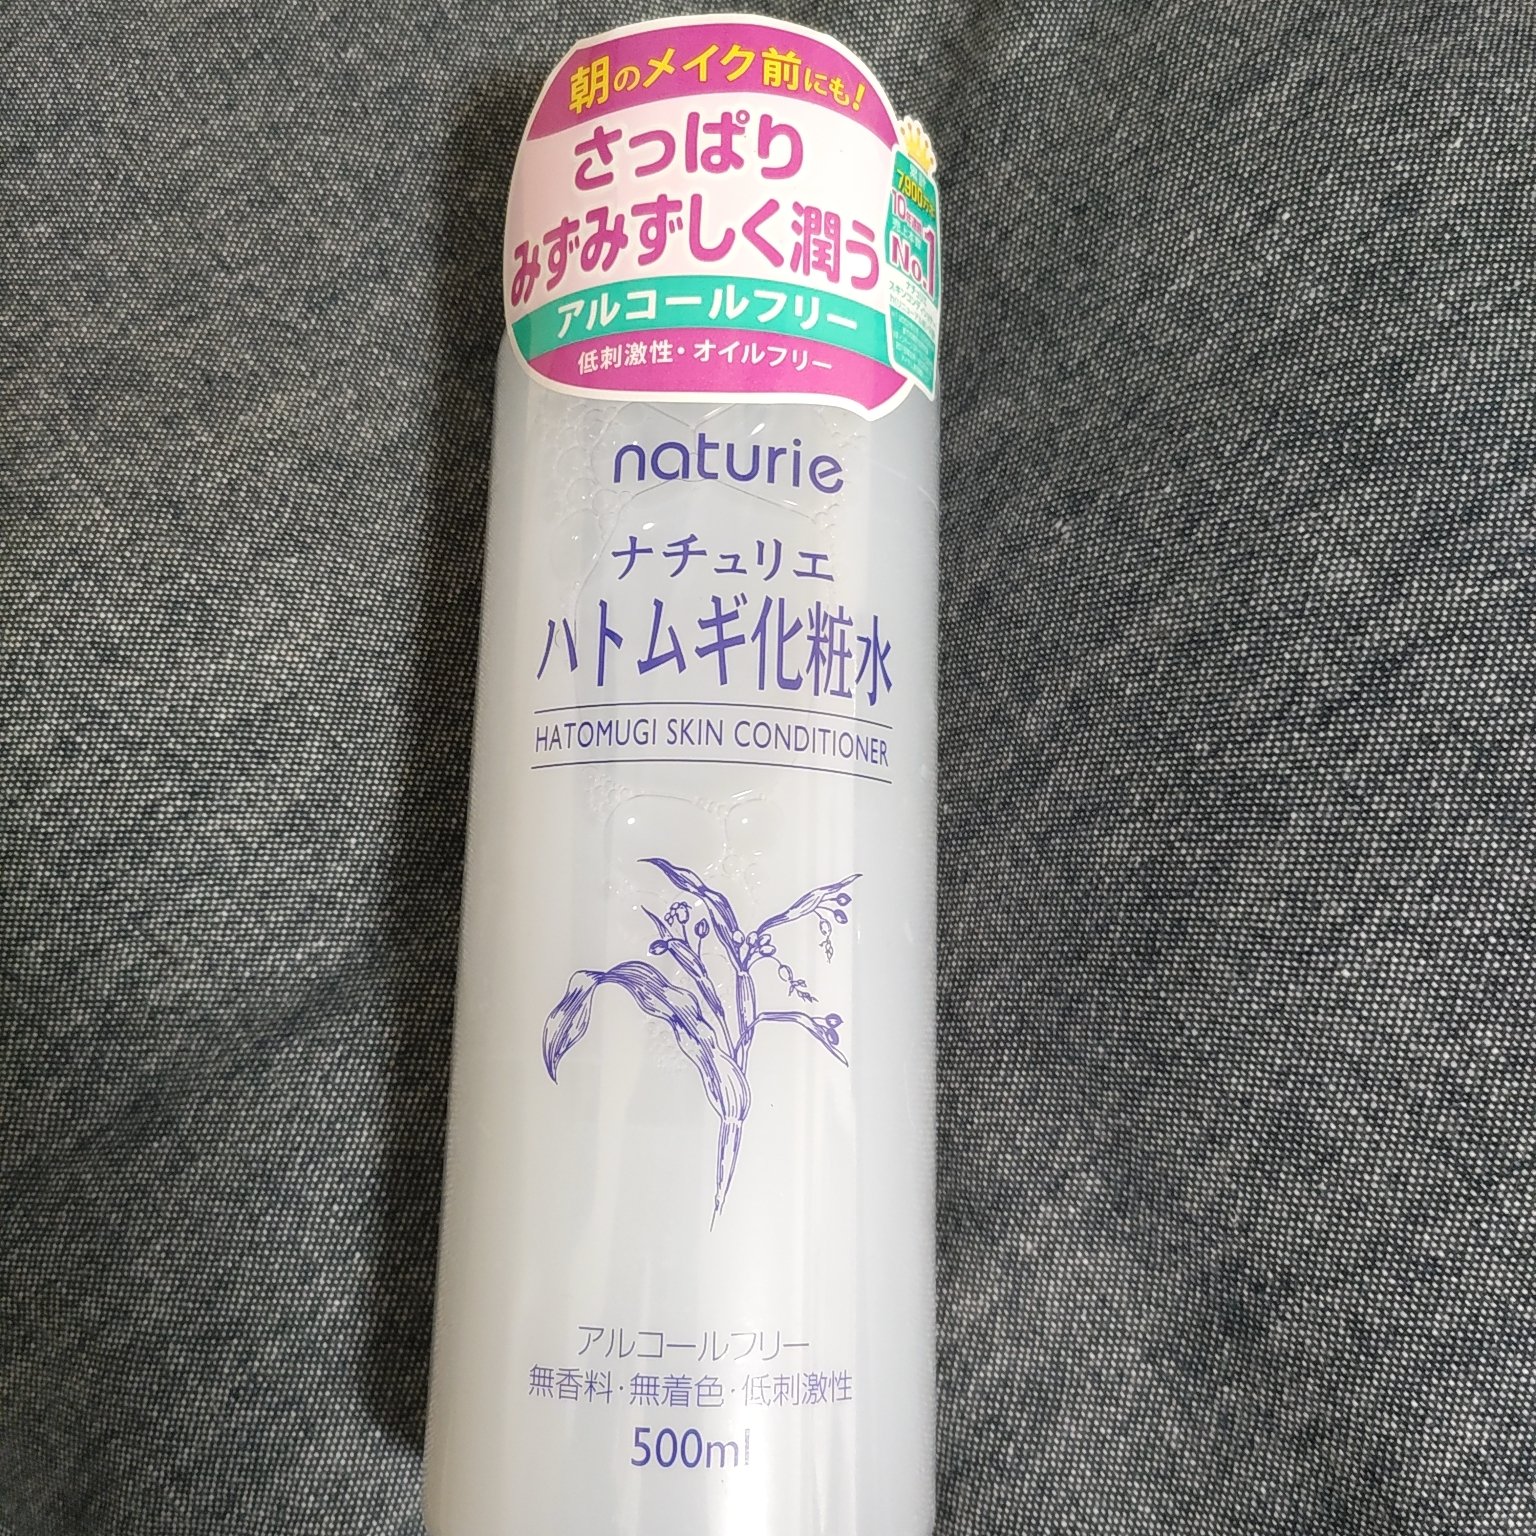 朝のメイク前にも!
さっぱり
みずみずしく潤う
アルコールフリー
低刺激性・オイルフリー
No.1
naturie
ナチュリエ
ハトムギ化粧水
HATOMUGI SKIN CONDITIONER
アルコールフリー
無香料・無着色・低刺激性
500ml